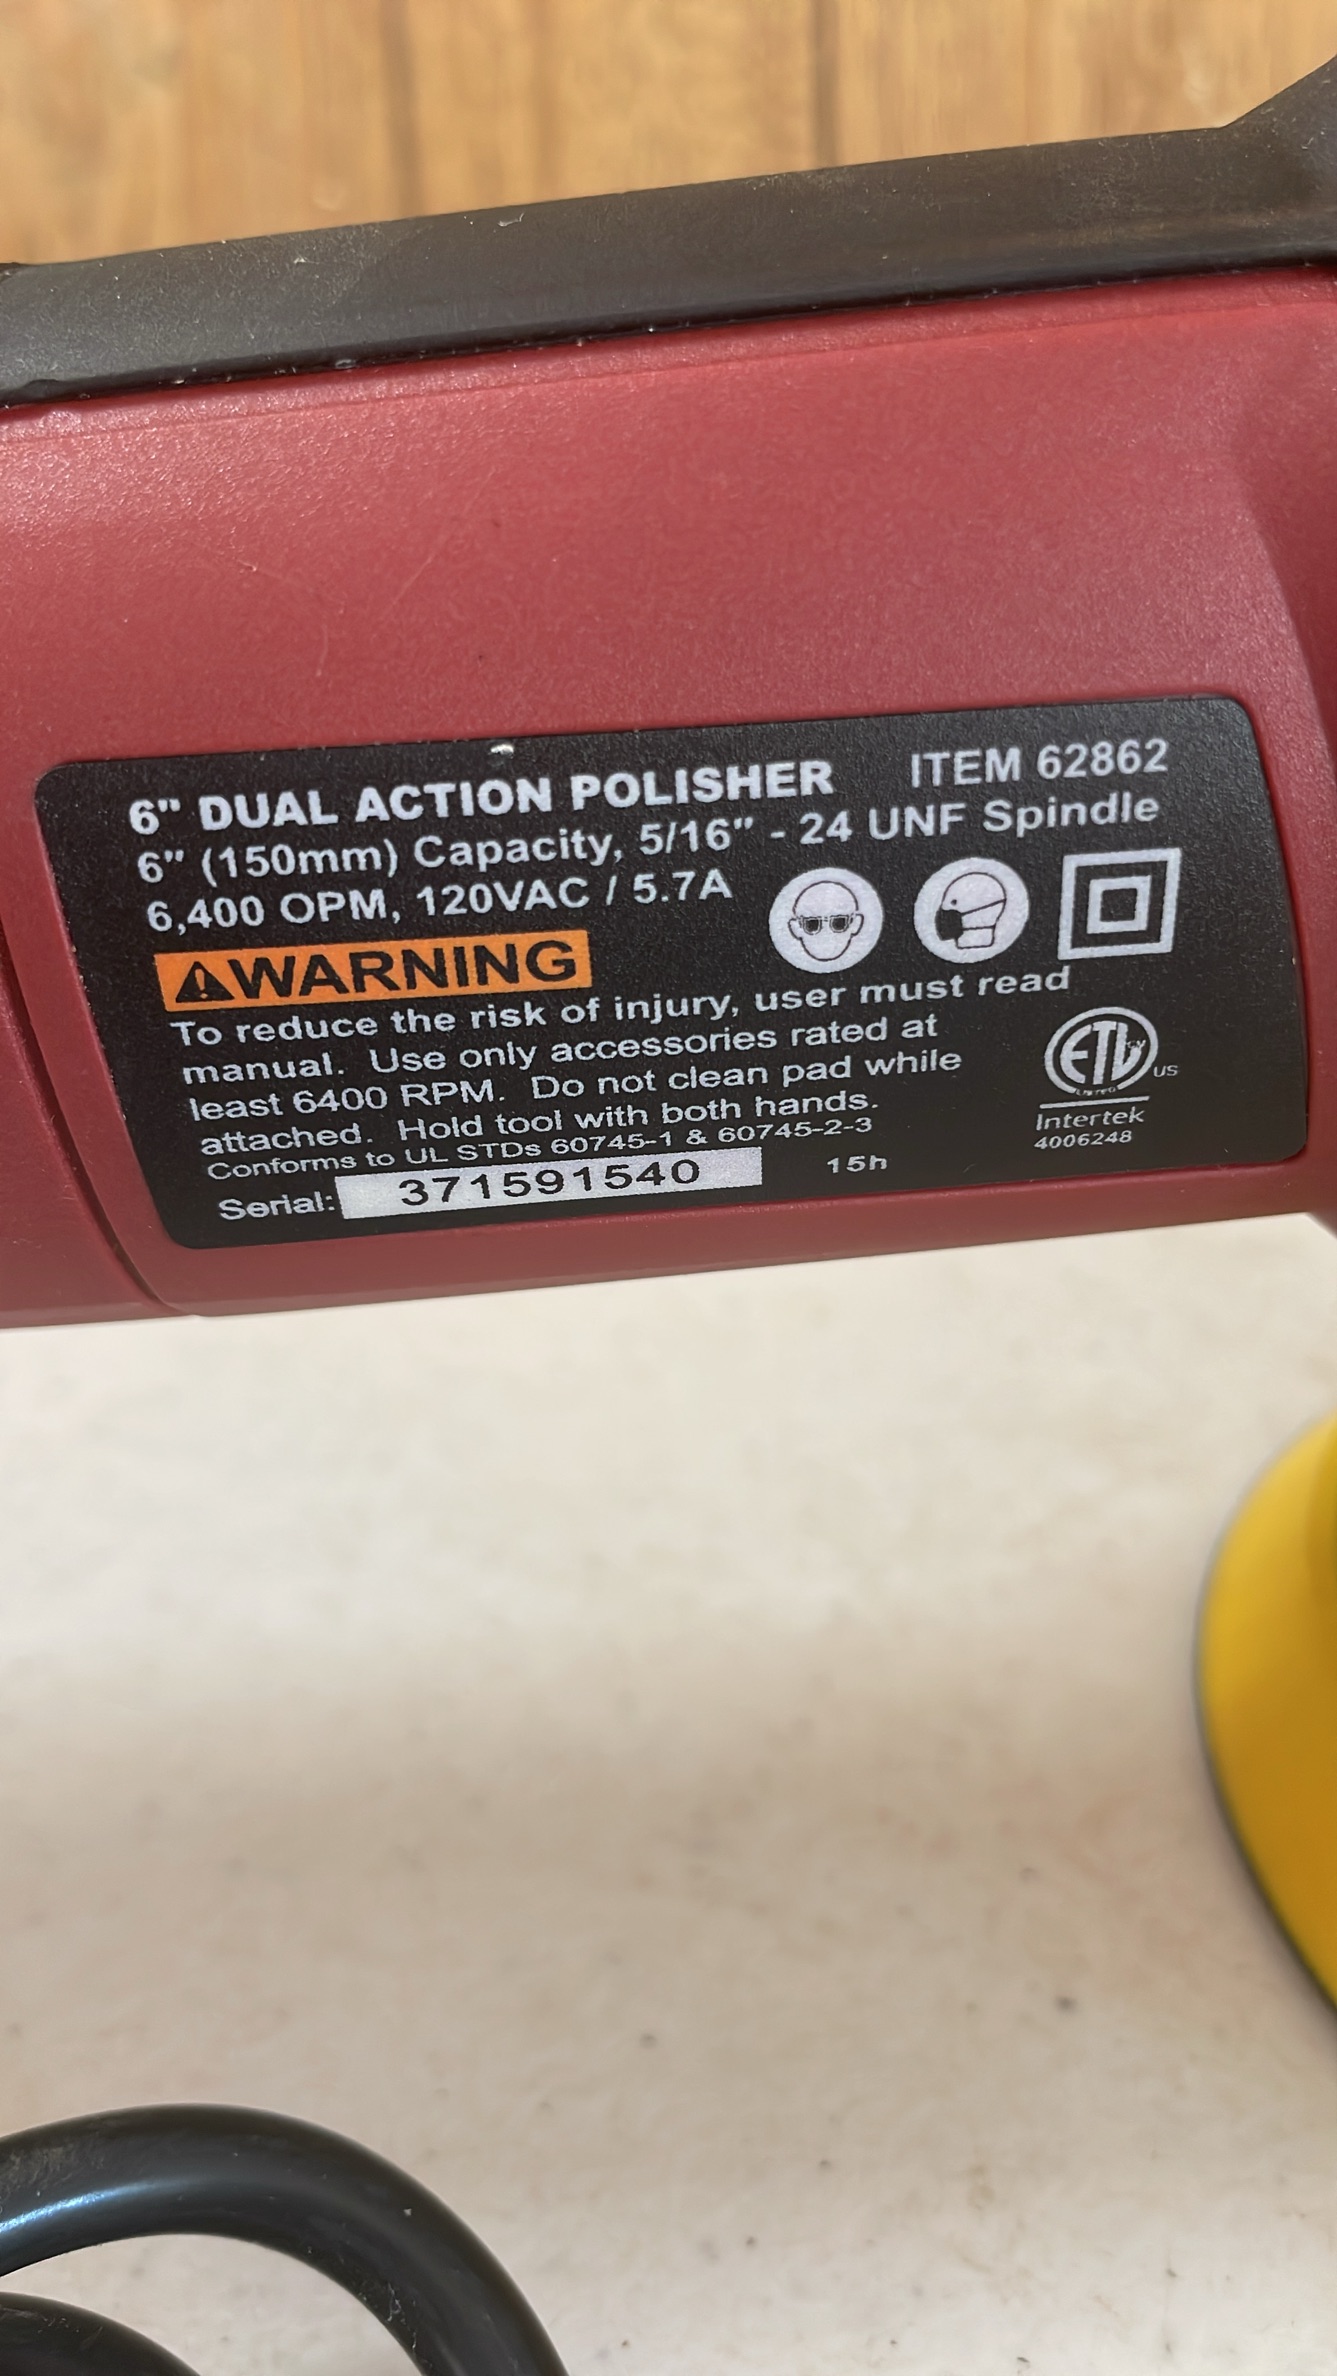 6" DUAL ACTION POLISHER ITEM 62862
6" (150mm) Capacity, 5/16" - 24 UNF Spindle
6,400 OPM, 120VAC / 5.7A
WARNING
To reduce the risk of injury, user must read
manual. Use only accessories rated at
least 6400 RPM. Do not clean pad while
attached. Hold tool with both hands.
Conforms to UL STDs 60745-1 & 60745-2-3
Serial: 371591540 15h
ETL US
Intertek
4006248